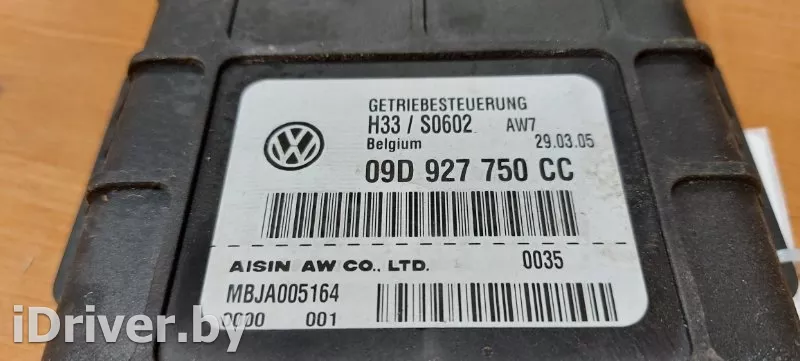 GETRIEBESTEUERUNG
H33 / S0602 AW7
Belgium 29.03.05
09D 927 750 CC
AISIN AW CO., LTD. 0035
MBJA005164
0000 001
iDriver.by